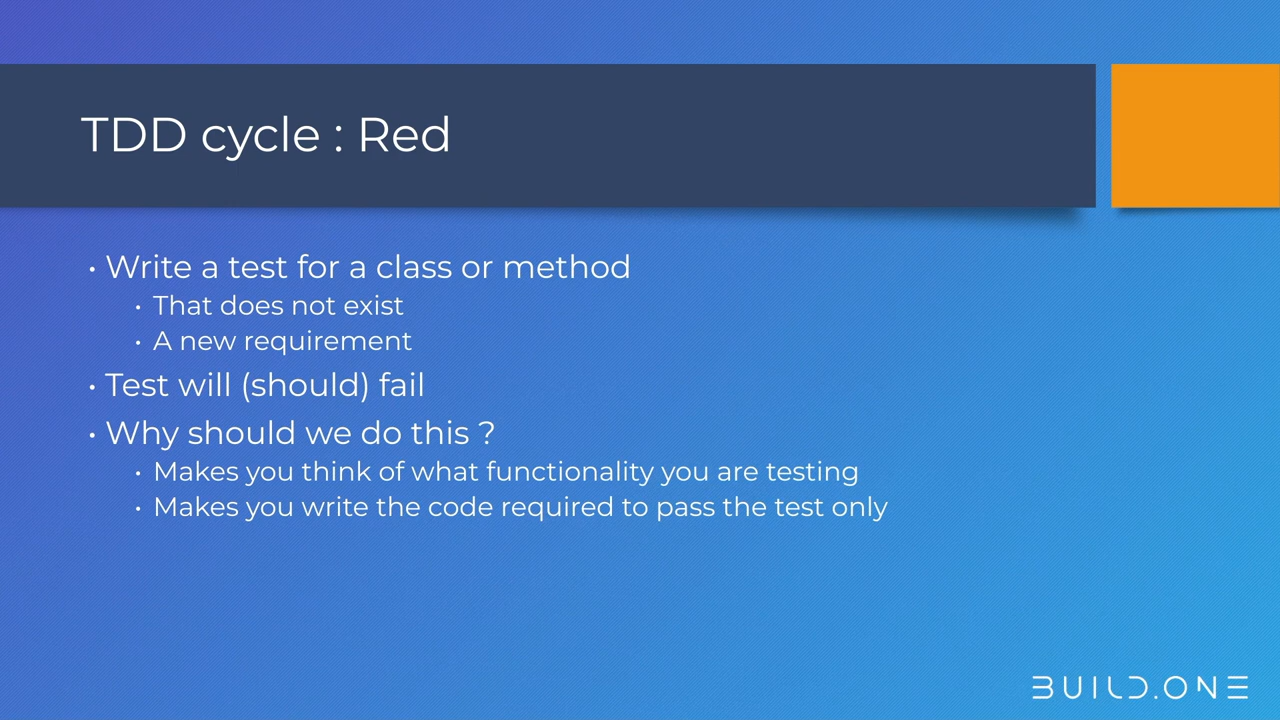 TDD cycle : Red
• Write a test for a class or method
• That does not exist
• A new requirement
• Test will (should) fail
• Why should we do this ?
• Makes you think of what functionality you are testing
• Makes you write the code required to pass the test only
BUILD.ONE